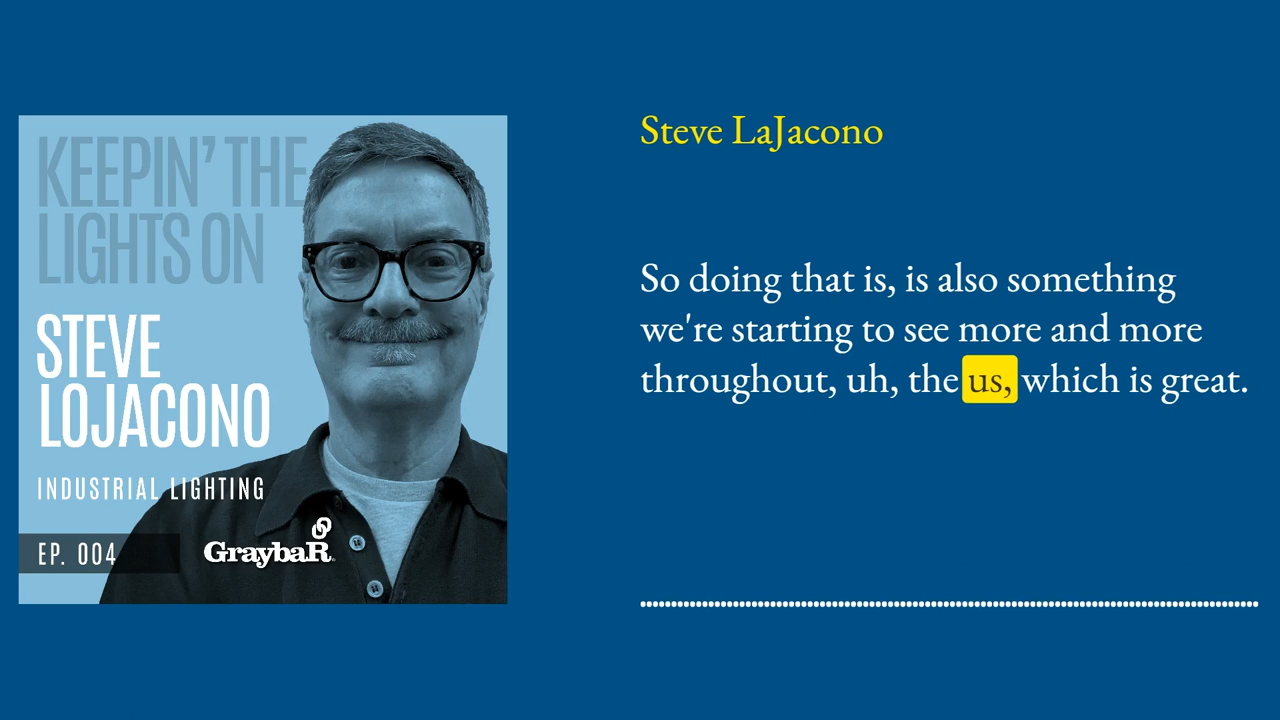 KEEPIN' THE
LIGHTS ON
STEVE
LOJACONO
INDUSTRIAL LIGHTING
EP. 004
GraybaR
Steve LaJacono
So doing that is, is also something
we're starting to see more and more
throughout, uh, the us, which is great.